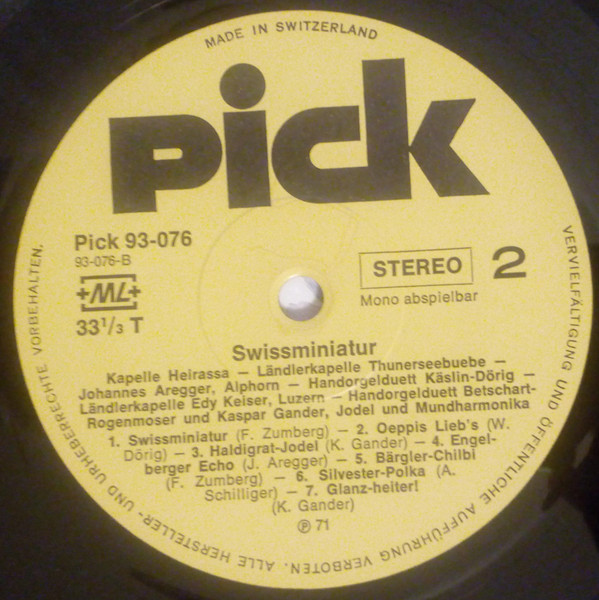 MADE IN SWITZERLAND
pick
Pick 93-076
93-076-B
+ML+
33 1/3 T
STEREO 2
Mono abspielbar
Swissminiatur
Kapelle Heirassa – Ländlerkapelle Thunerseebuebe –
Johannes Aregger, Alphorn – Handorgelduett Käslin-Dörig –
Ländlerkapelle Edy Keiser, Luzern – Handorgelduett Betschart-
Rogenmoser und Kaspar Gander, Jodel und Mundharmonika
1. Swissminiatur (F. Zumberg) – 2. Oeppis Lieb's (W.
Dörig) – 3. Haldigrat-Jodel (K. Gander) – 4. Engel-
berger Echo (J. Aregger) – 5. Bärgler-Chilbi
(F. Zumberg) – 6. Silvester-Polka (A.
Schilliger) – 7. Glanz-heiter!
(K. Gander)
℗ 71
ALLE HERSTELLER- UND URHEBERRECHTE VORBEHALTEN.
VERVIELFÄLTIGUNG UND ÖFFENTLICHE AUFFÜHRUNG VERBOTEN.